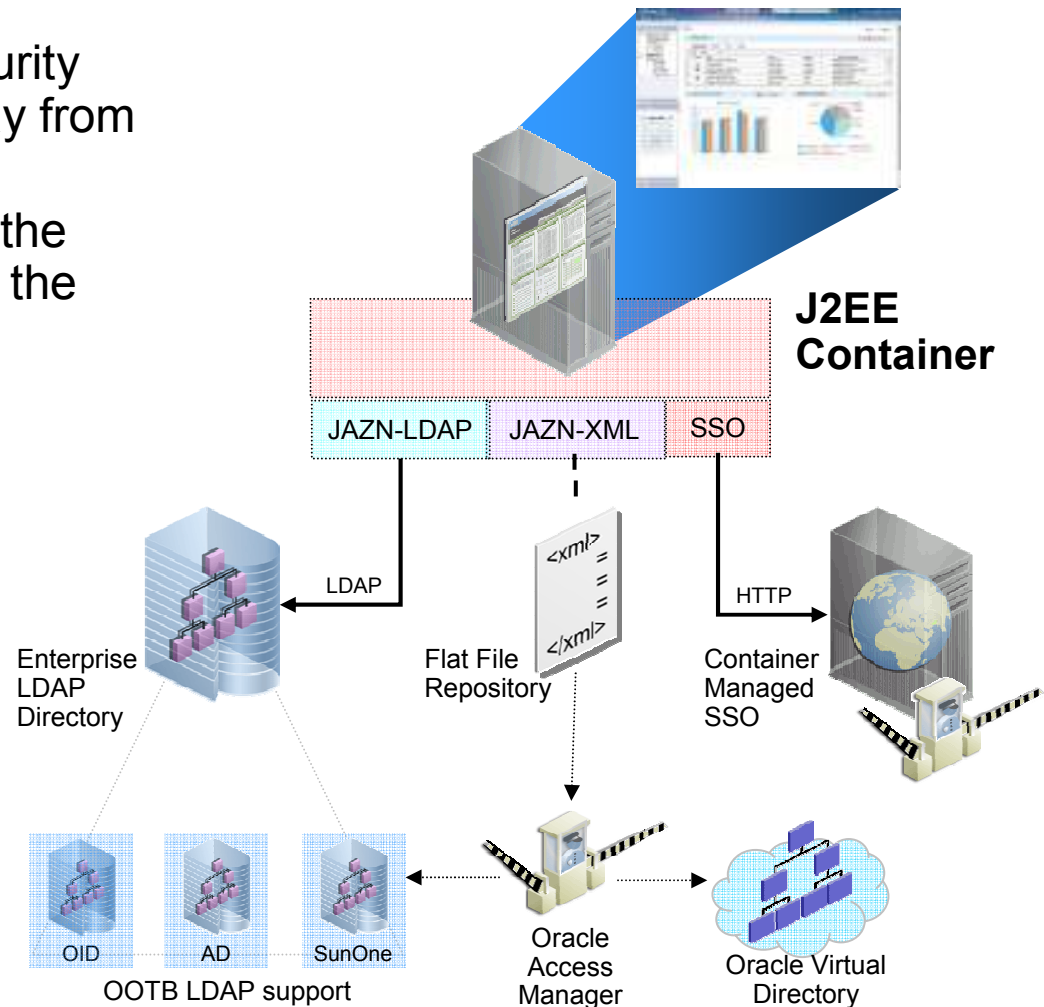 urity
y from
the
the
J2EE
Container
JAZN-LDAP
JAZN-XML
SSO
<xml>
=
=
=
=
</xml>
LDAP
HTTP
Enterprise
LDAP
Directory
Flat File
Repository
Container
Managed
SSO
OID
AD
SunOne
OOTB LDAP support
Oracle
Access
Manager
Oracle Virtual
Directory